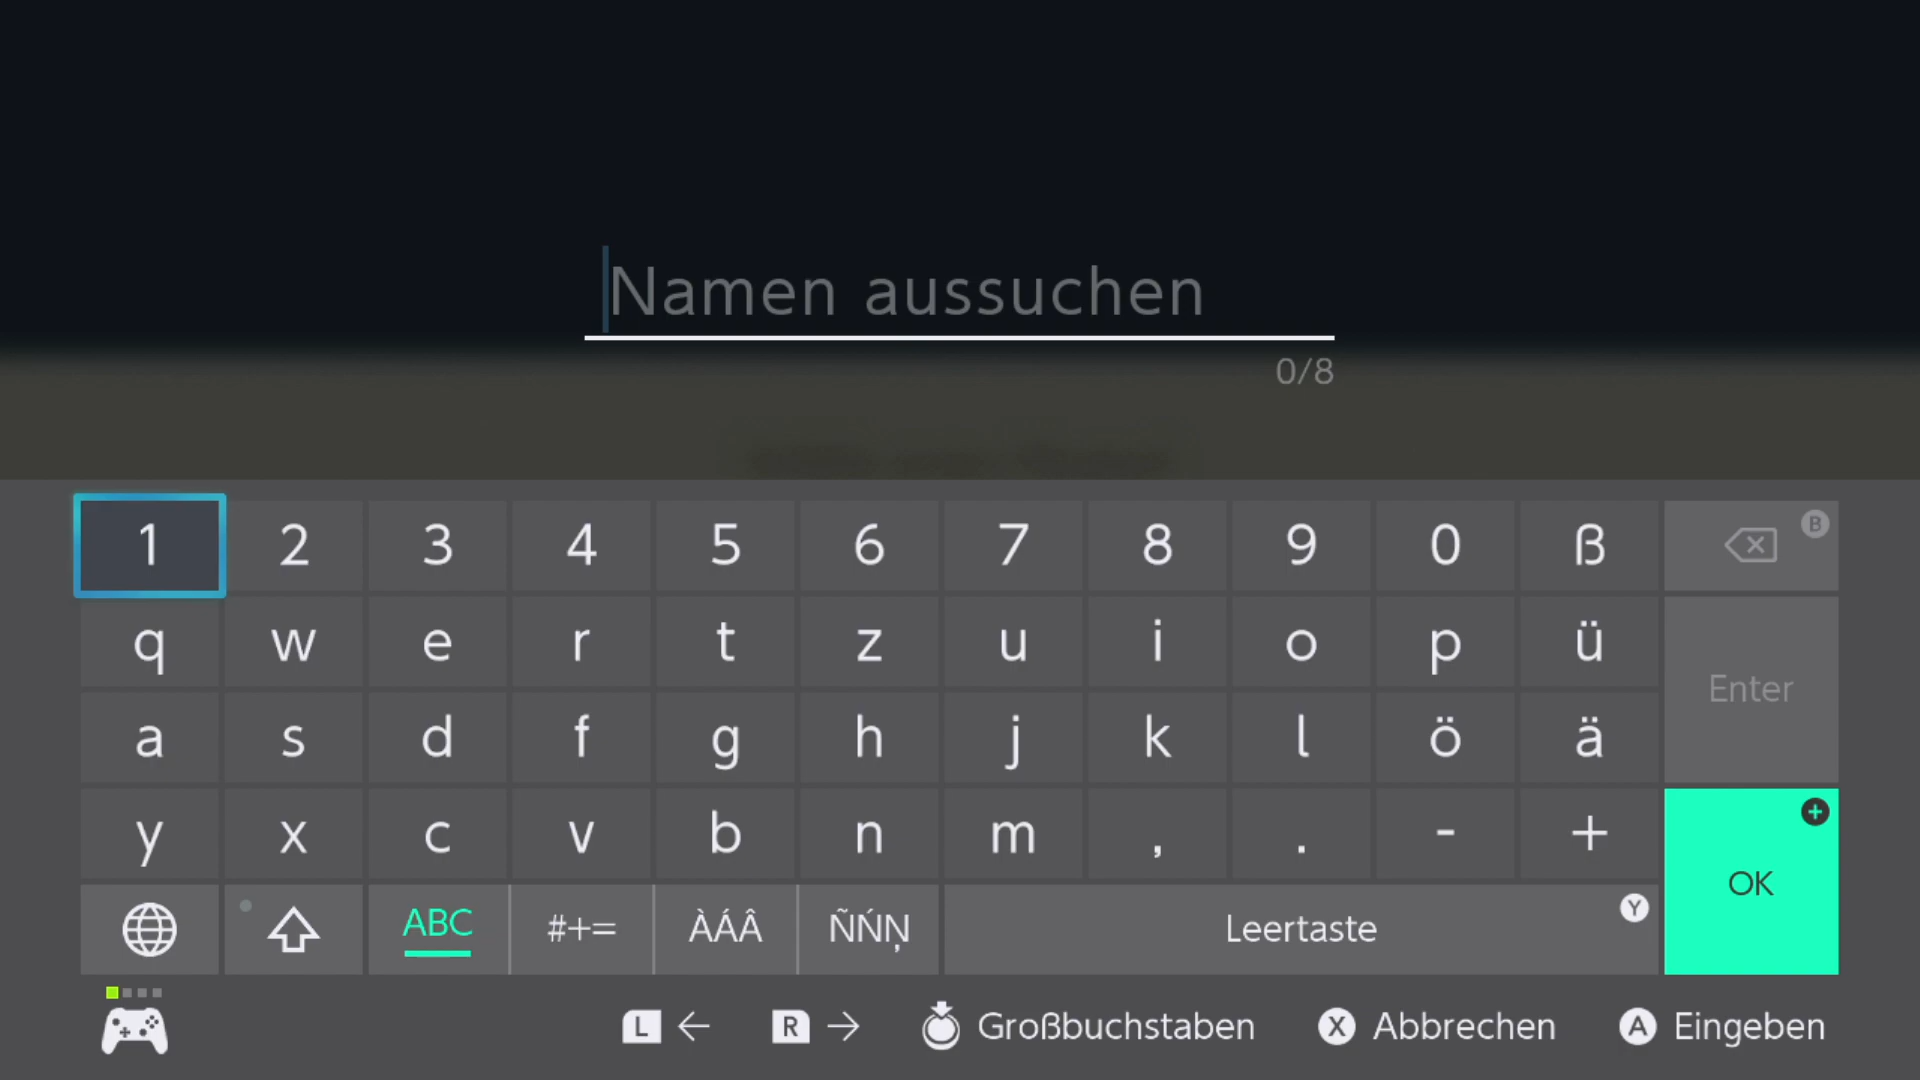 Namen aussuchen
0/8
1 2 3 4 5 6 7 8 9 0 ß B
q w e r t z u i o p ü
Enter
a s d f g h j k l ö ä
y x c v b n m , . - +
OK
ABC #+= ÀÁÂ ÑŃŅ Leertaste Y
L ← R → Großbuchstaben X Abbrechen A Eingeben